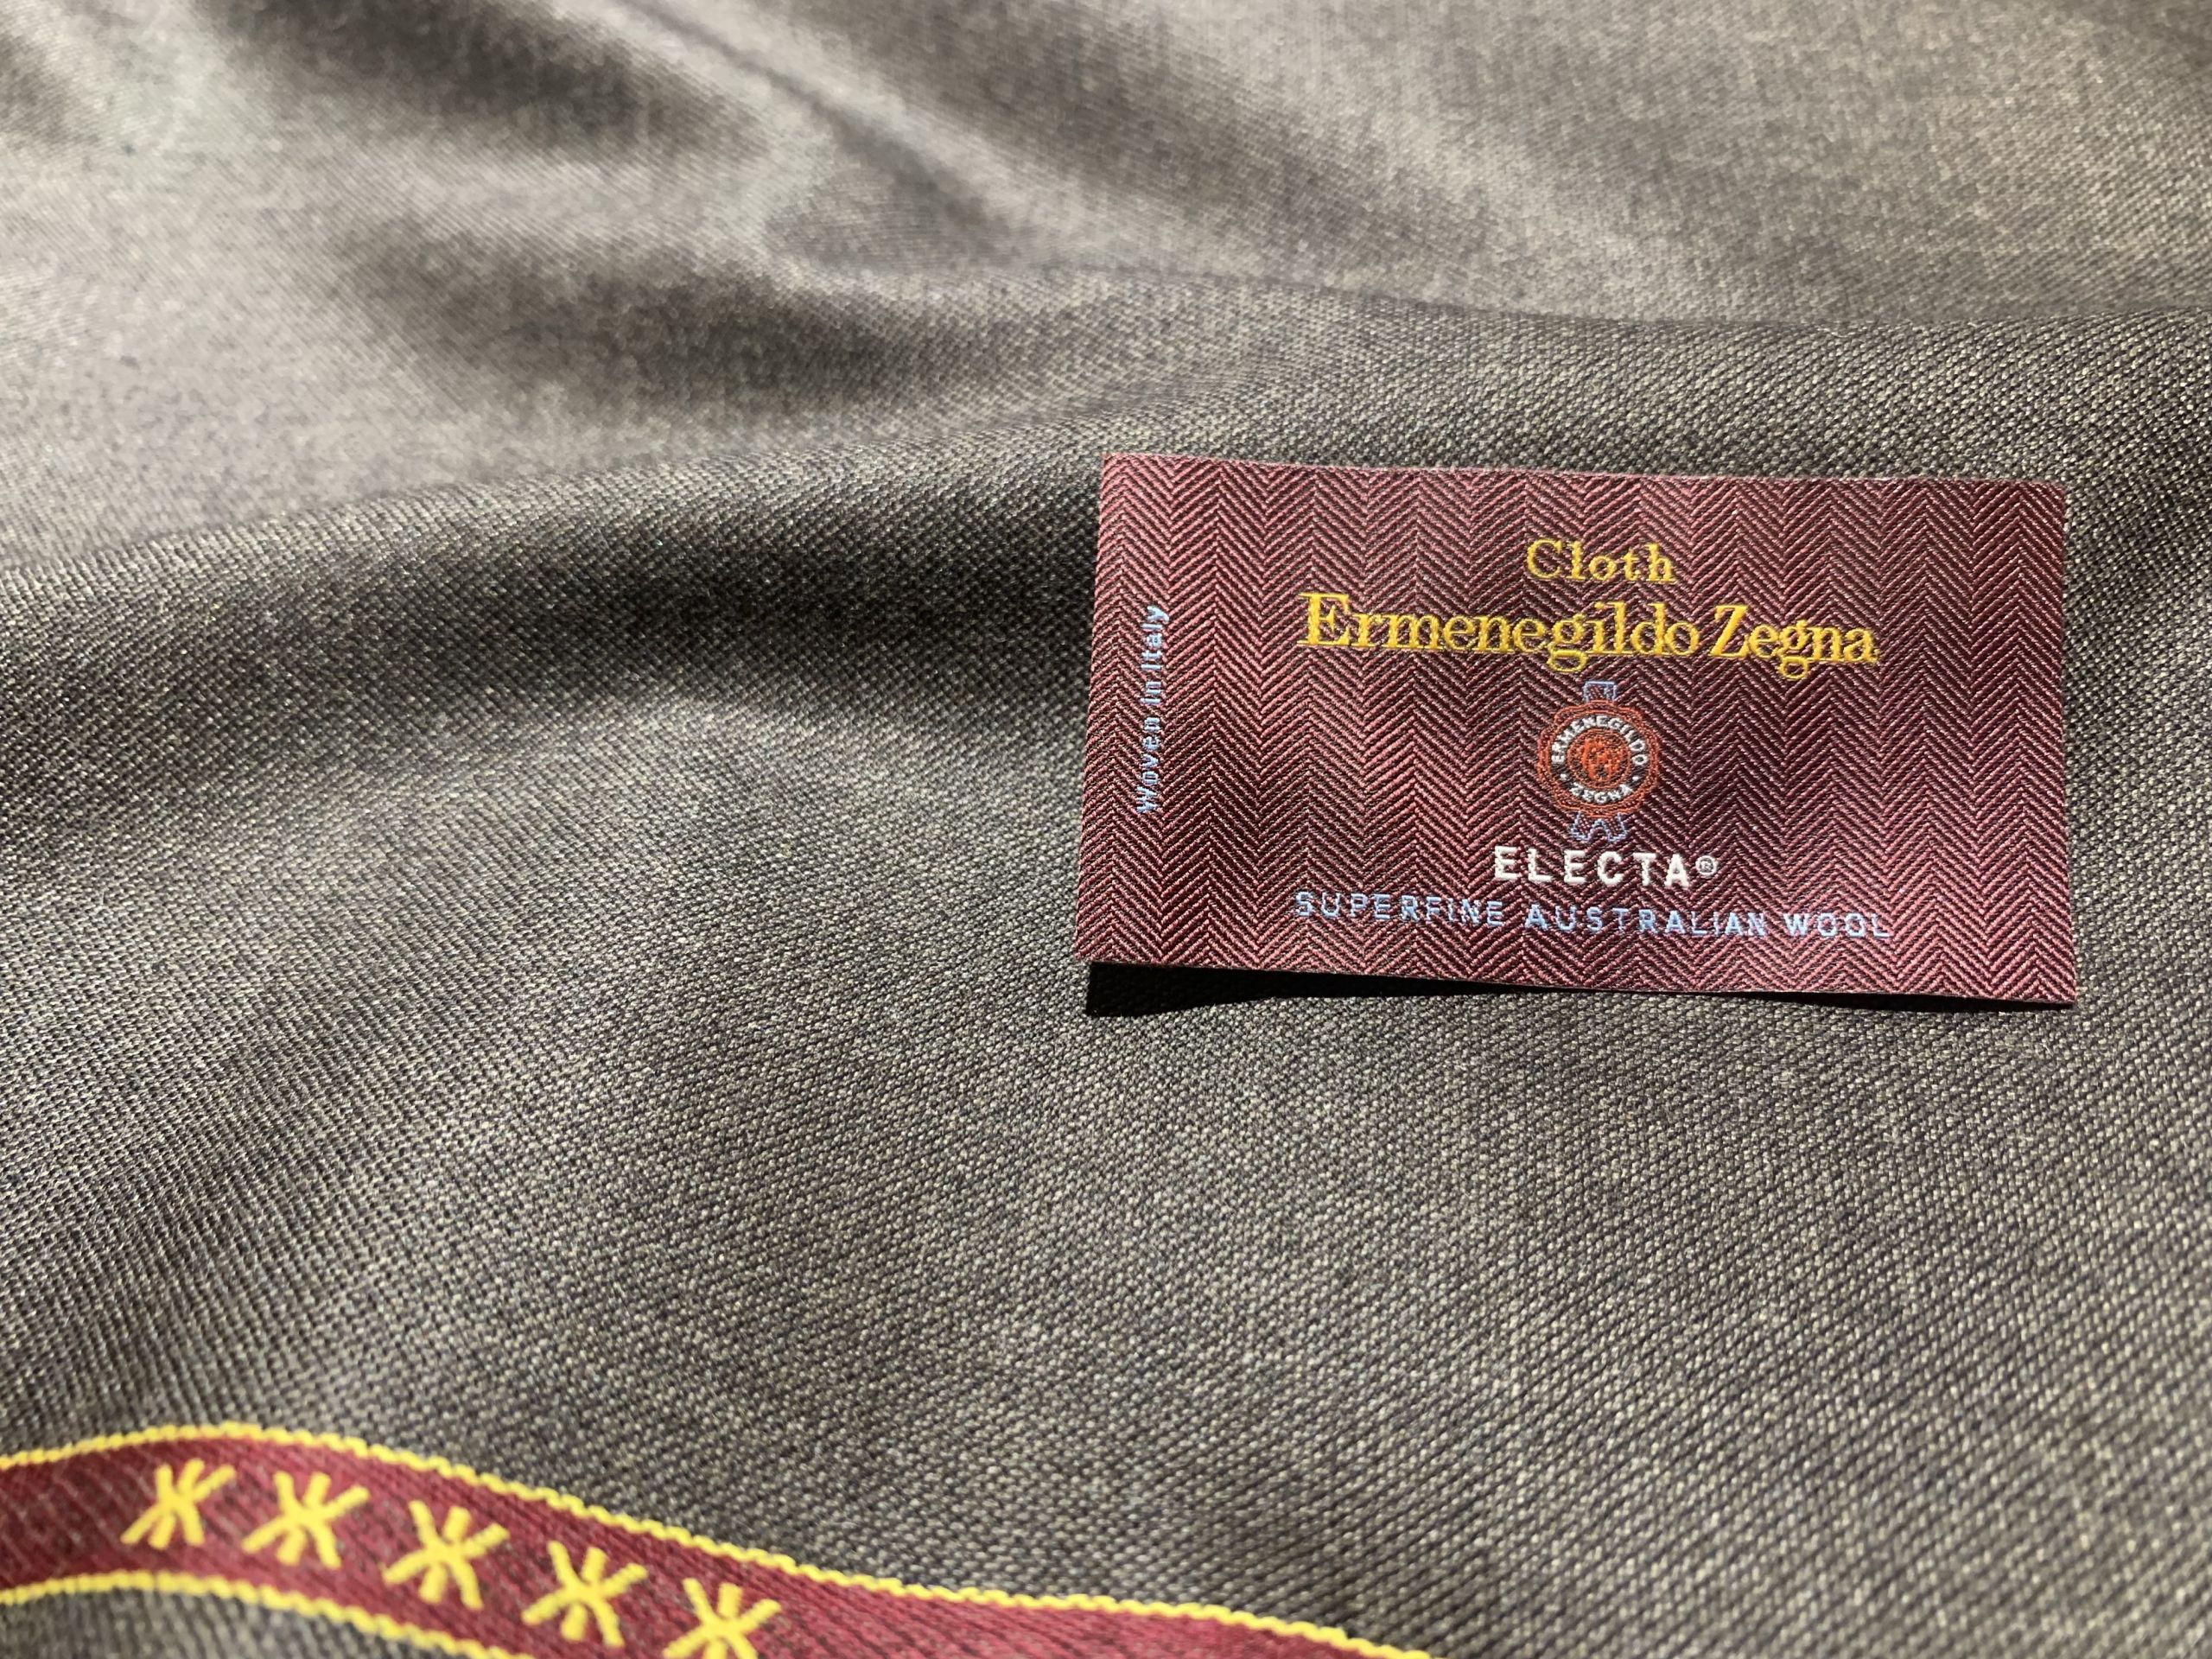 Cloth
Ermenegildo Zegna
Woven in Italy
ERMENEGILDO
ZEGNA
ELECTA®
SUPERFINE AUSTRALIAN WOOL